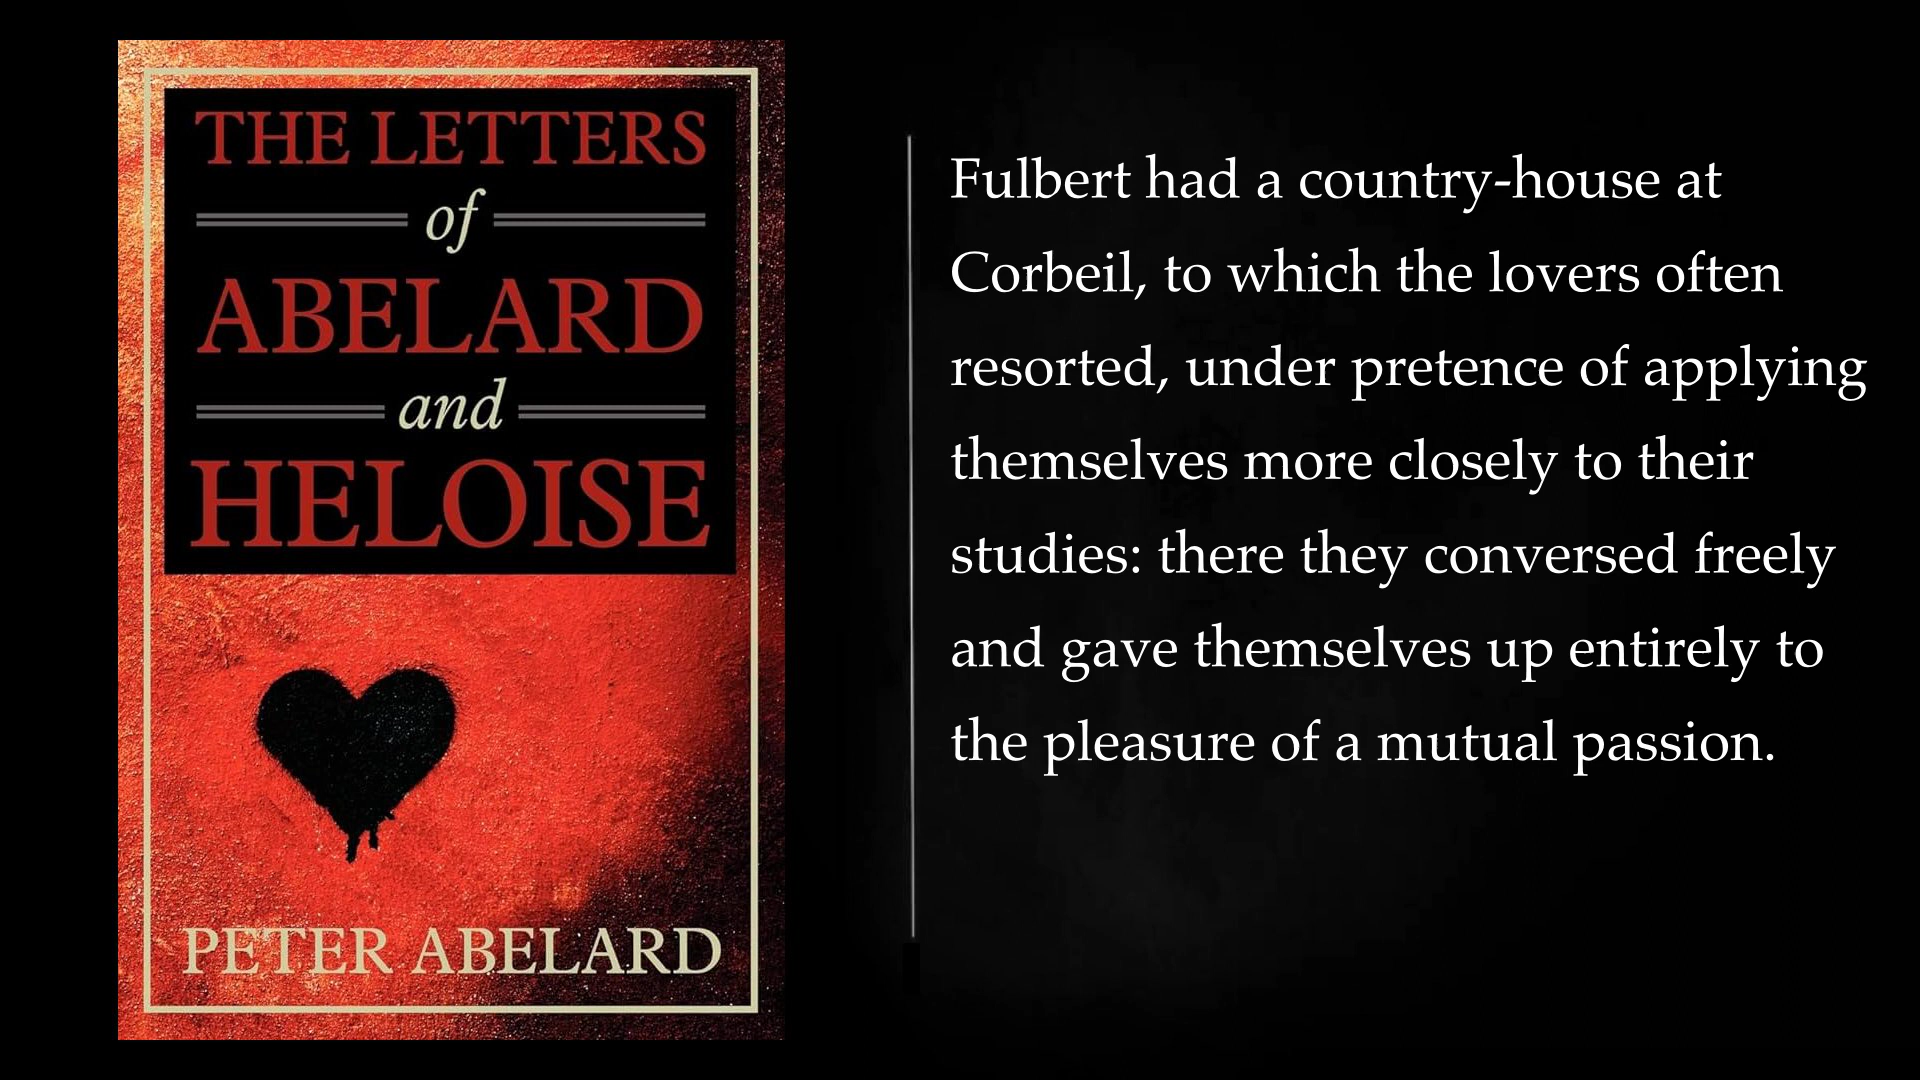 THE LETTERS
of
ABELARD
and
HELOISE
PETER ABELARD
Fulbert had a country-house at
Corbeil, to which the lovers often
resorted, under pretence of applying
themselves more closely to their
studies: there they conversed freely
and gave themselves up entirely to
the pleasure of a mutual passion.